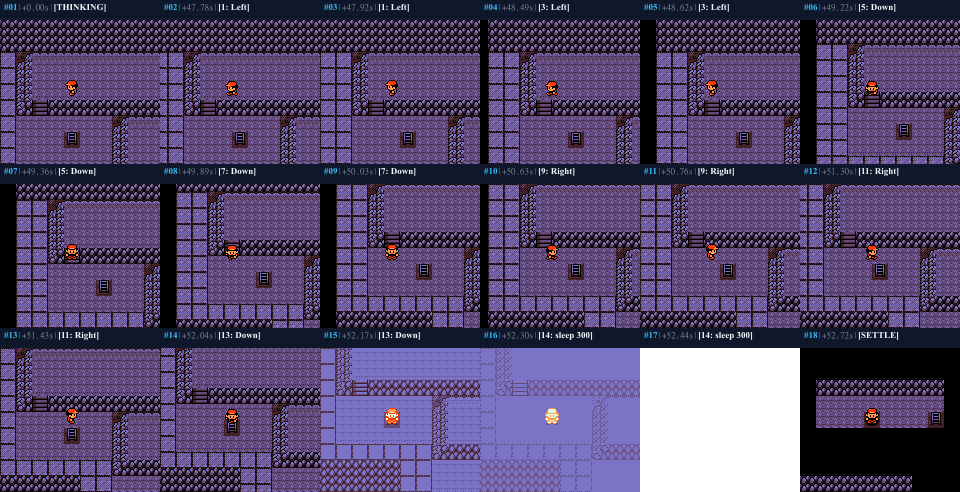 #01|+0.00s|[THINKING]
#02|+47.78s|[1: Left]
#03|+47.92s|[1: Left]
#04|+48.49s|[3: Left]
#05|+48.62s|[3: Left]
#06|+49.22s|[5: Down]
#07|+49.36s|[5: Down]
#08|+49.89s|[7: Down]
#09|+50.03s|[7: Down]
#10|+50.63s|[9: Right]
#11|+50.76s|[9: Right]
#12|+51.30s|[11: Right]
#13|+51.43s|[11: Right]
#14|+52.04s|[13: Down]
#15|+52.17s|[13: Down]
#16|+52.30s|[14: sleep 300]
#17|+52.44s|[14: sleep 300]
#18|+52.72s|[SETTLE]